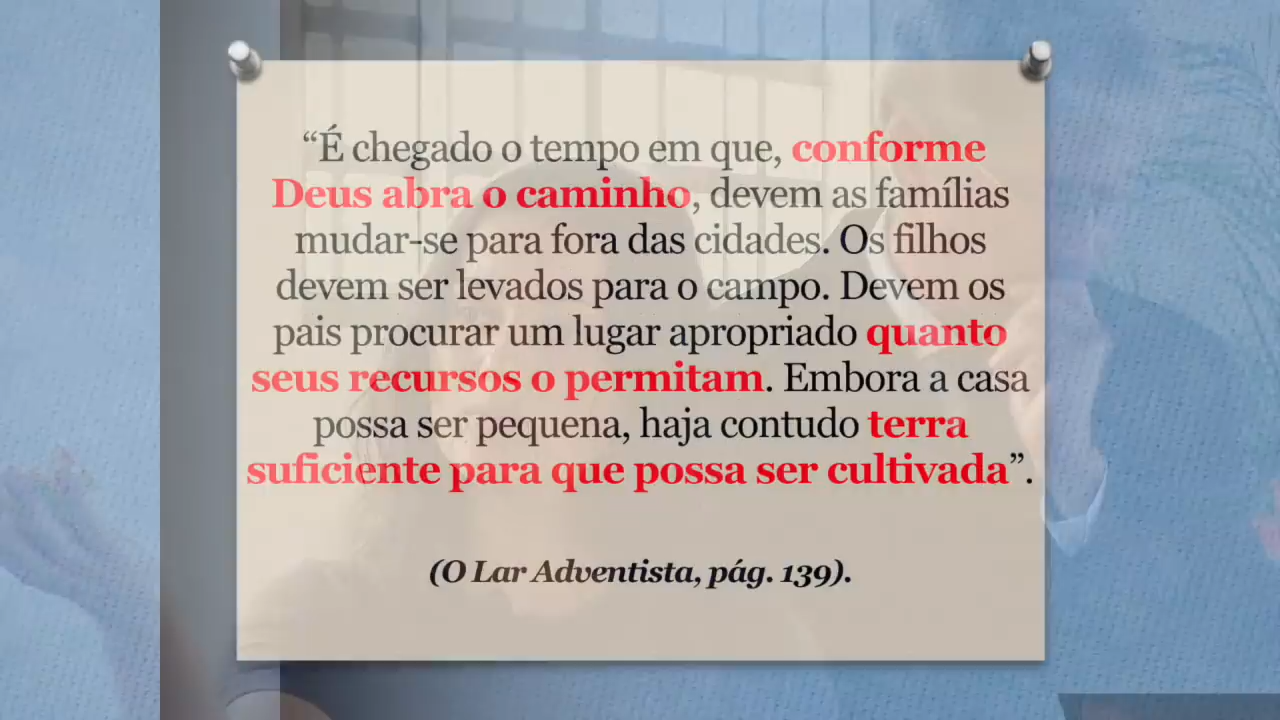 “É chegado o tempo em que, conforme
Deus abra o caminho, devem as famílias
mudar-se para fora das cidades. Os filhos
devem ser levados para o campo. Devem os
pais procurar um lugar apropriado quanto
seus recursos o permitam. Embora a casa
possa ser pequena, haja contudo terra
suficiente para que possa ser cultivada”.
(O Lar Adventista, pág. 139).